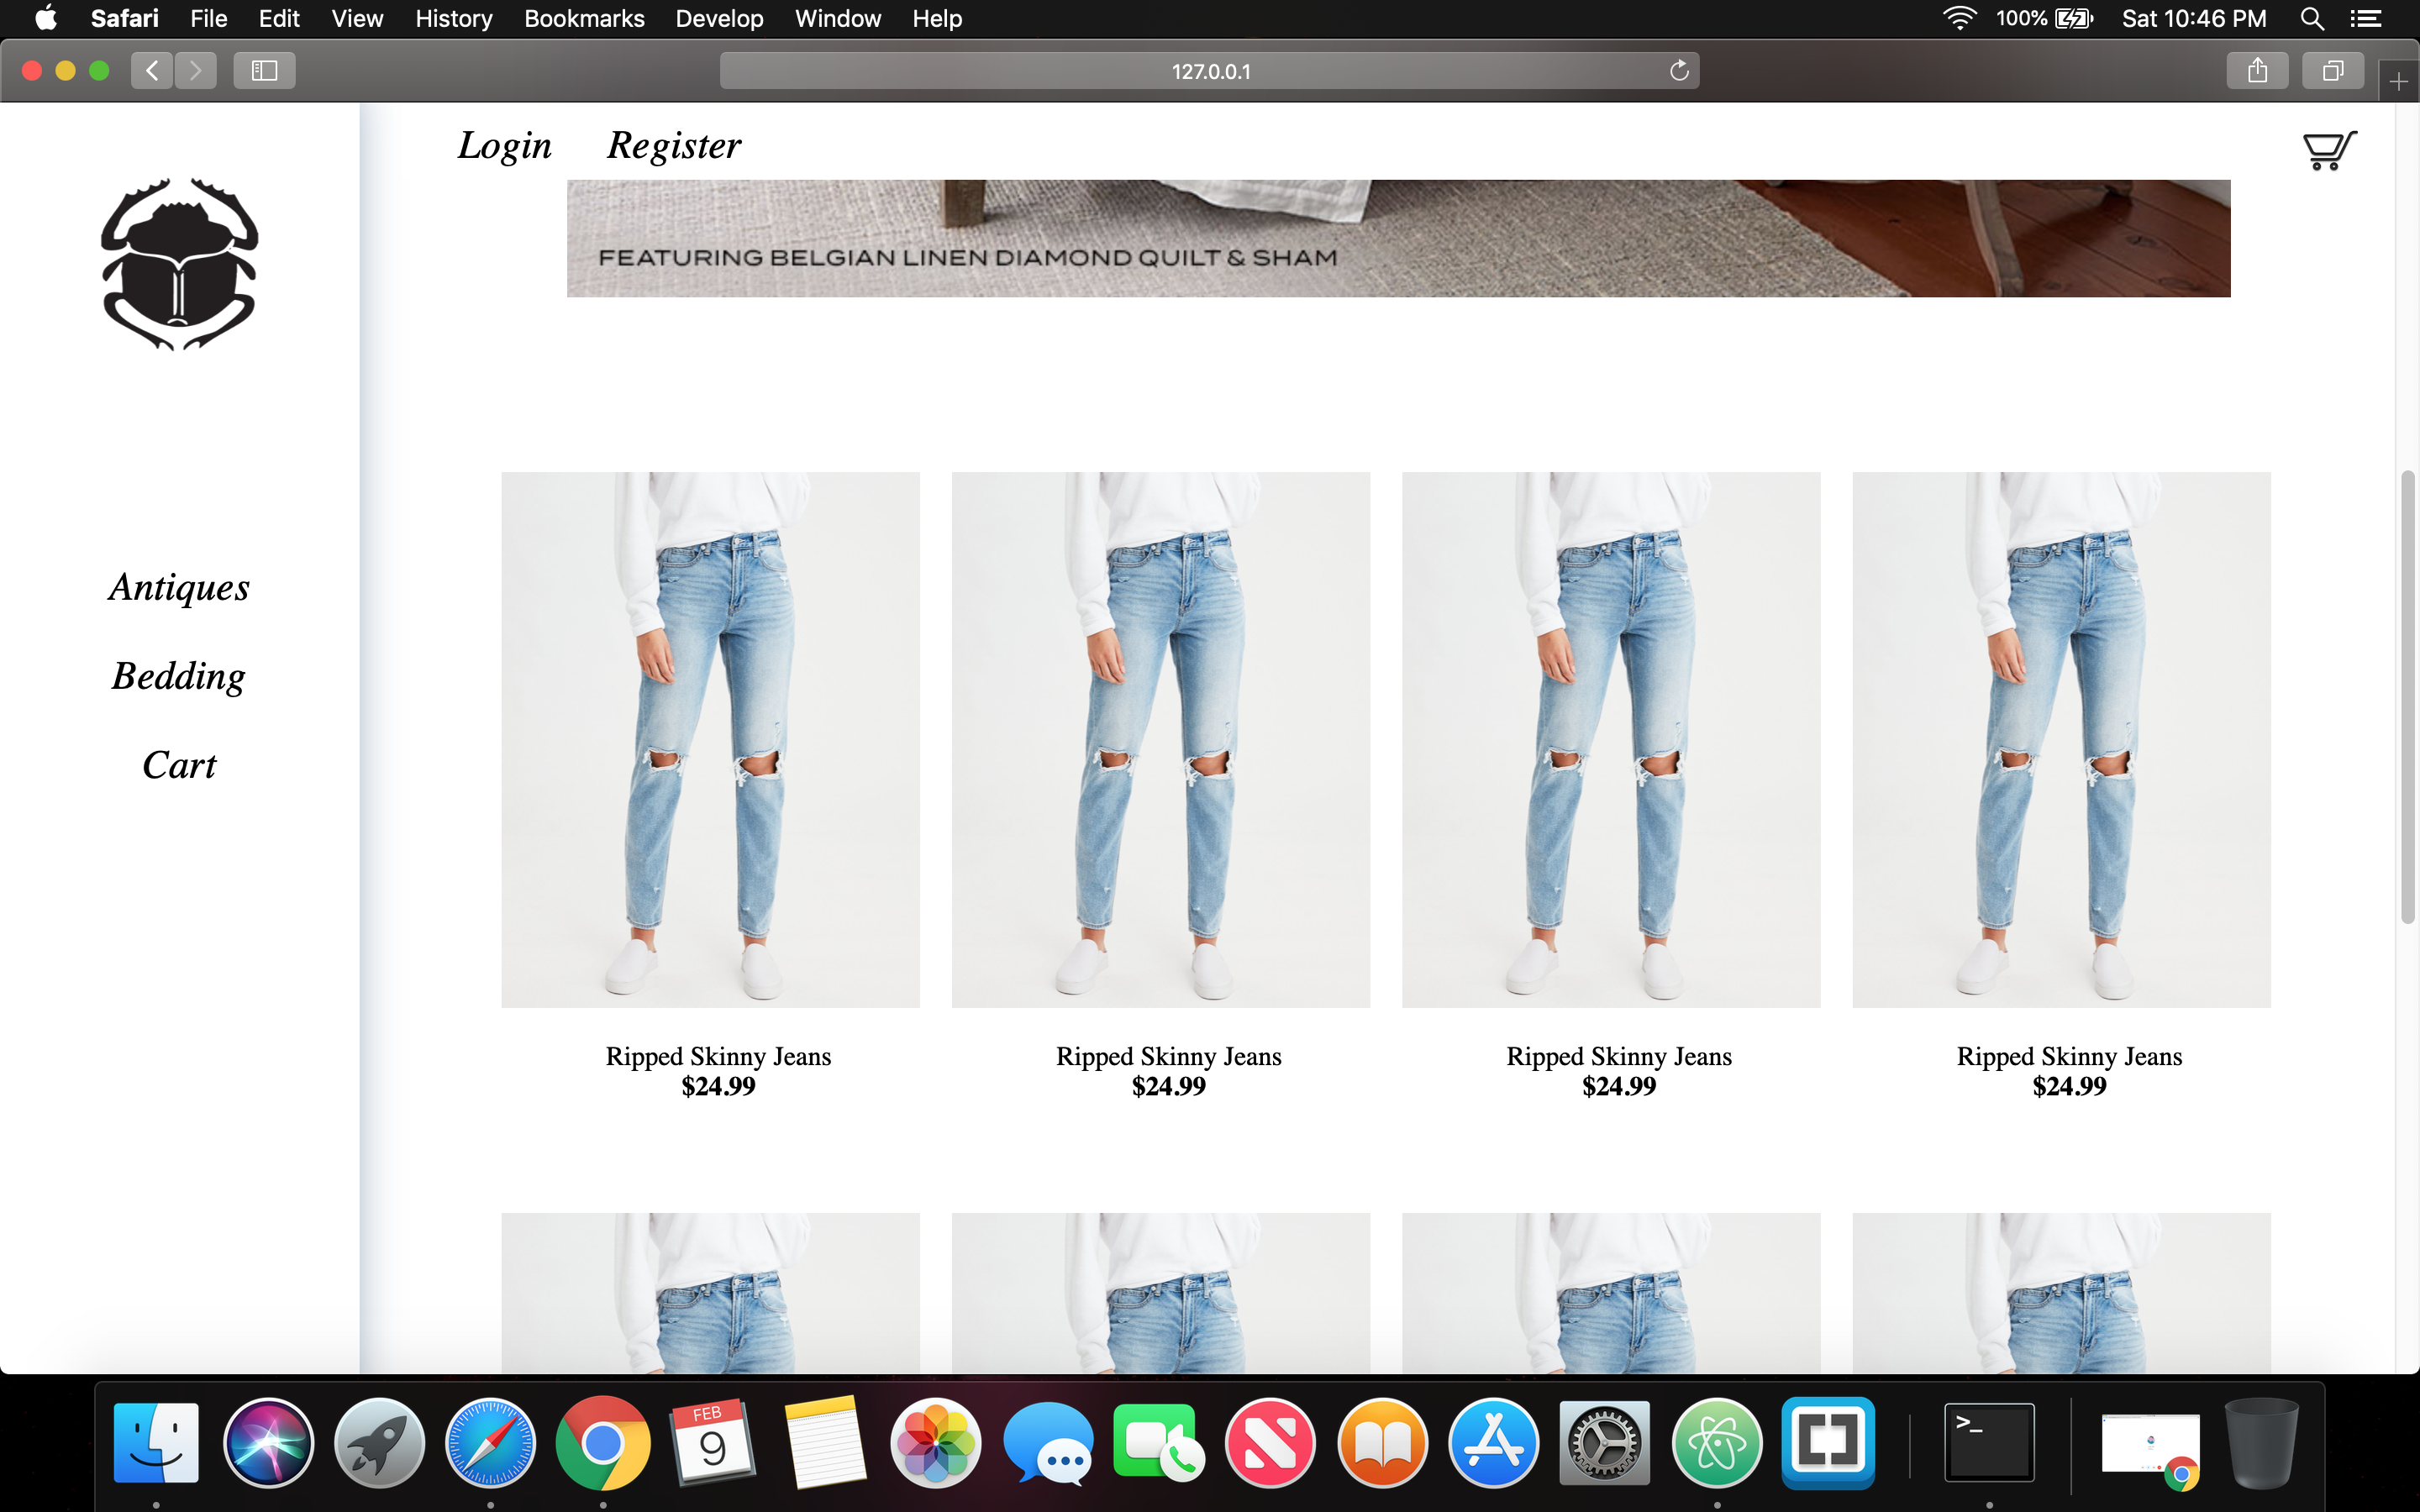 Safari File Edit View History Bookmarks Develop Window Help 100% Sat 10:46 PM
127.0.0.1
Login Register
FEATURING BELGIAN LINEN DIAMOND QUILT & SHAM
Antiques
Bedding
Cart
Ripped Skinny Jeans Ripped Skinny Jeans Ripped Skinny Jeans Ripped Skinny Jeans
$24.99 $24.99 $24.99 $24.99
FEB
9
>_